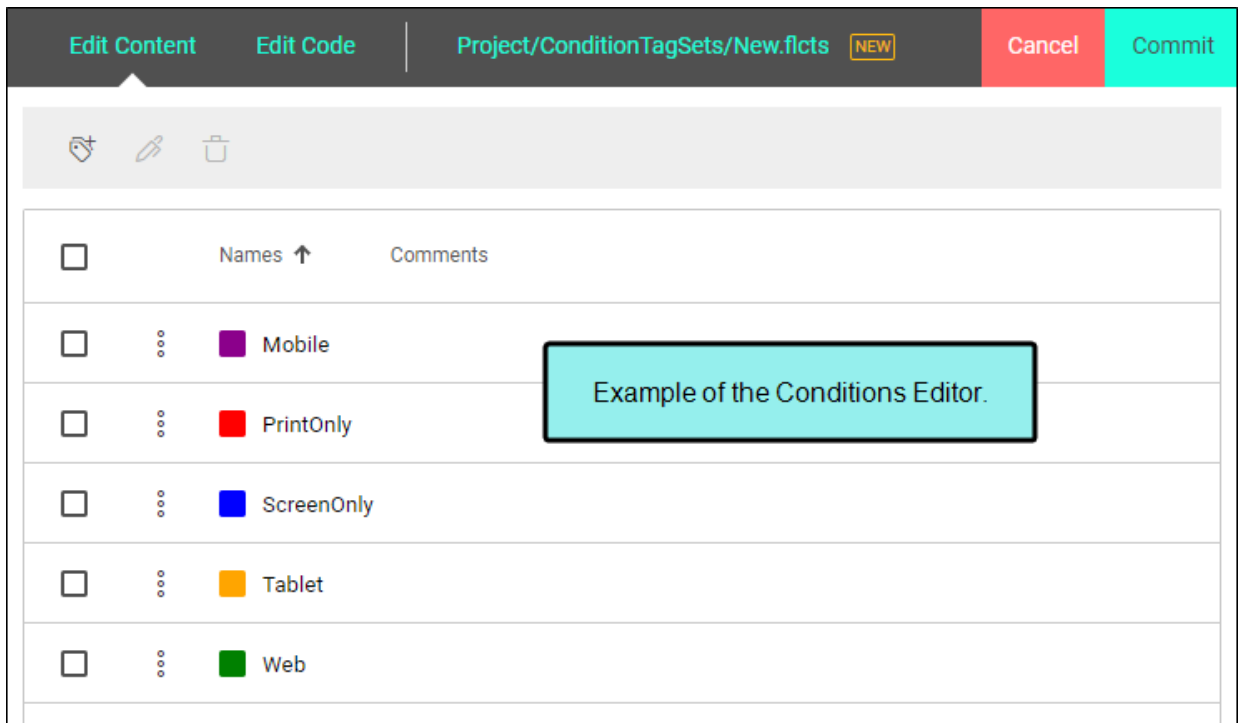 Edit Content Edit Code Project/ConditionTagSets/New.flcts NEW Cancel Commit
Names Comments
Mobile
Example of the Conditions Editor.
PrintOnly
ScreenOnly
Tablet
Web